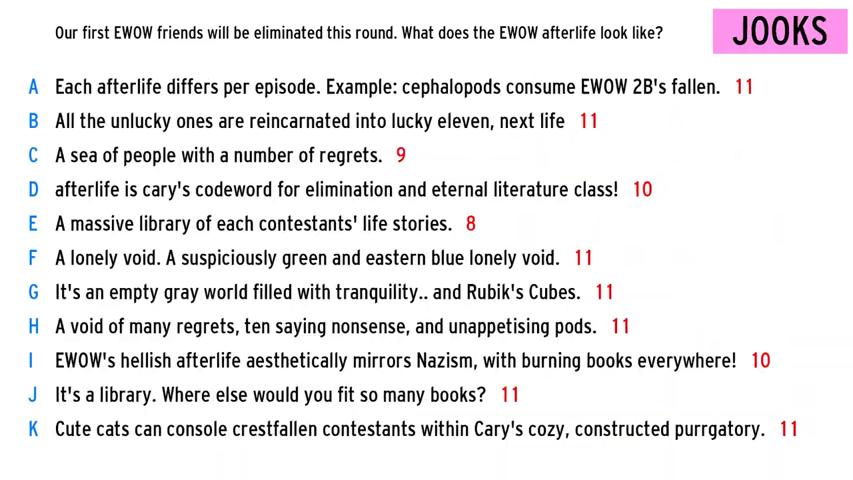 Our first EWOW friends will be eliminated this round. What does the EWOW afterlife look like?
JOOKS
A Each afterlife differs per episode. Example: cephalopods consume EWOW 2B's fallen. 11
B All the unlucky ones are reincarnated into lucky eleven, next life 11
C A sea of people with a number of regrets. 9
D afterlife is cary's codeword for elimination and eternal literature class! 10
E A massive library of each contestants' life stories. 8
F A lonely void. A suspiciously green and eastern blue lonely void. 11
G It's an empty gray world filled with tranquility.. and Rubik's Cubes. 11
H A void of many regrets, ten saying nonsense, and unappetising pods. 11
I EWOW's hellish afterlife aesthetically mirrors Nazism, with burning books everywhere! 10
J It's a library. Where else would you fit so many books? 11
K Cute cats can console crestfallen contestants within Cary's cozy, constructed purrgatory. 11